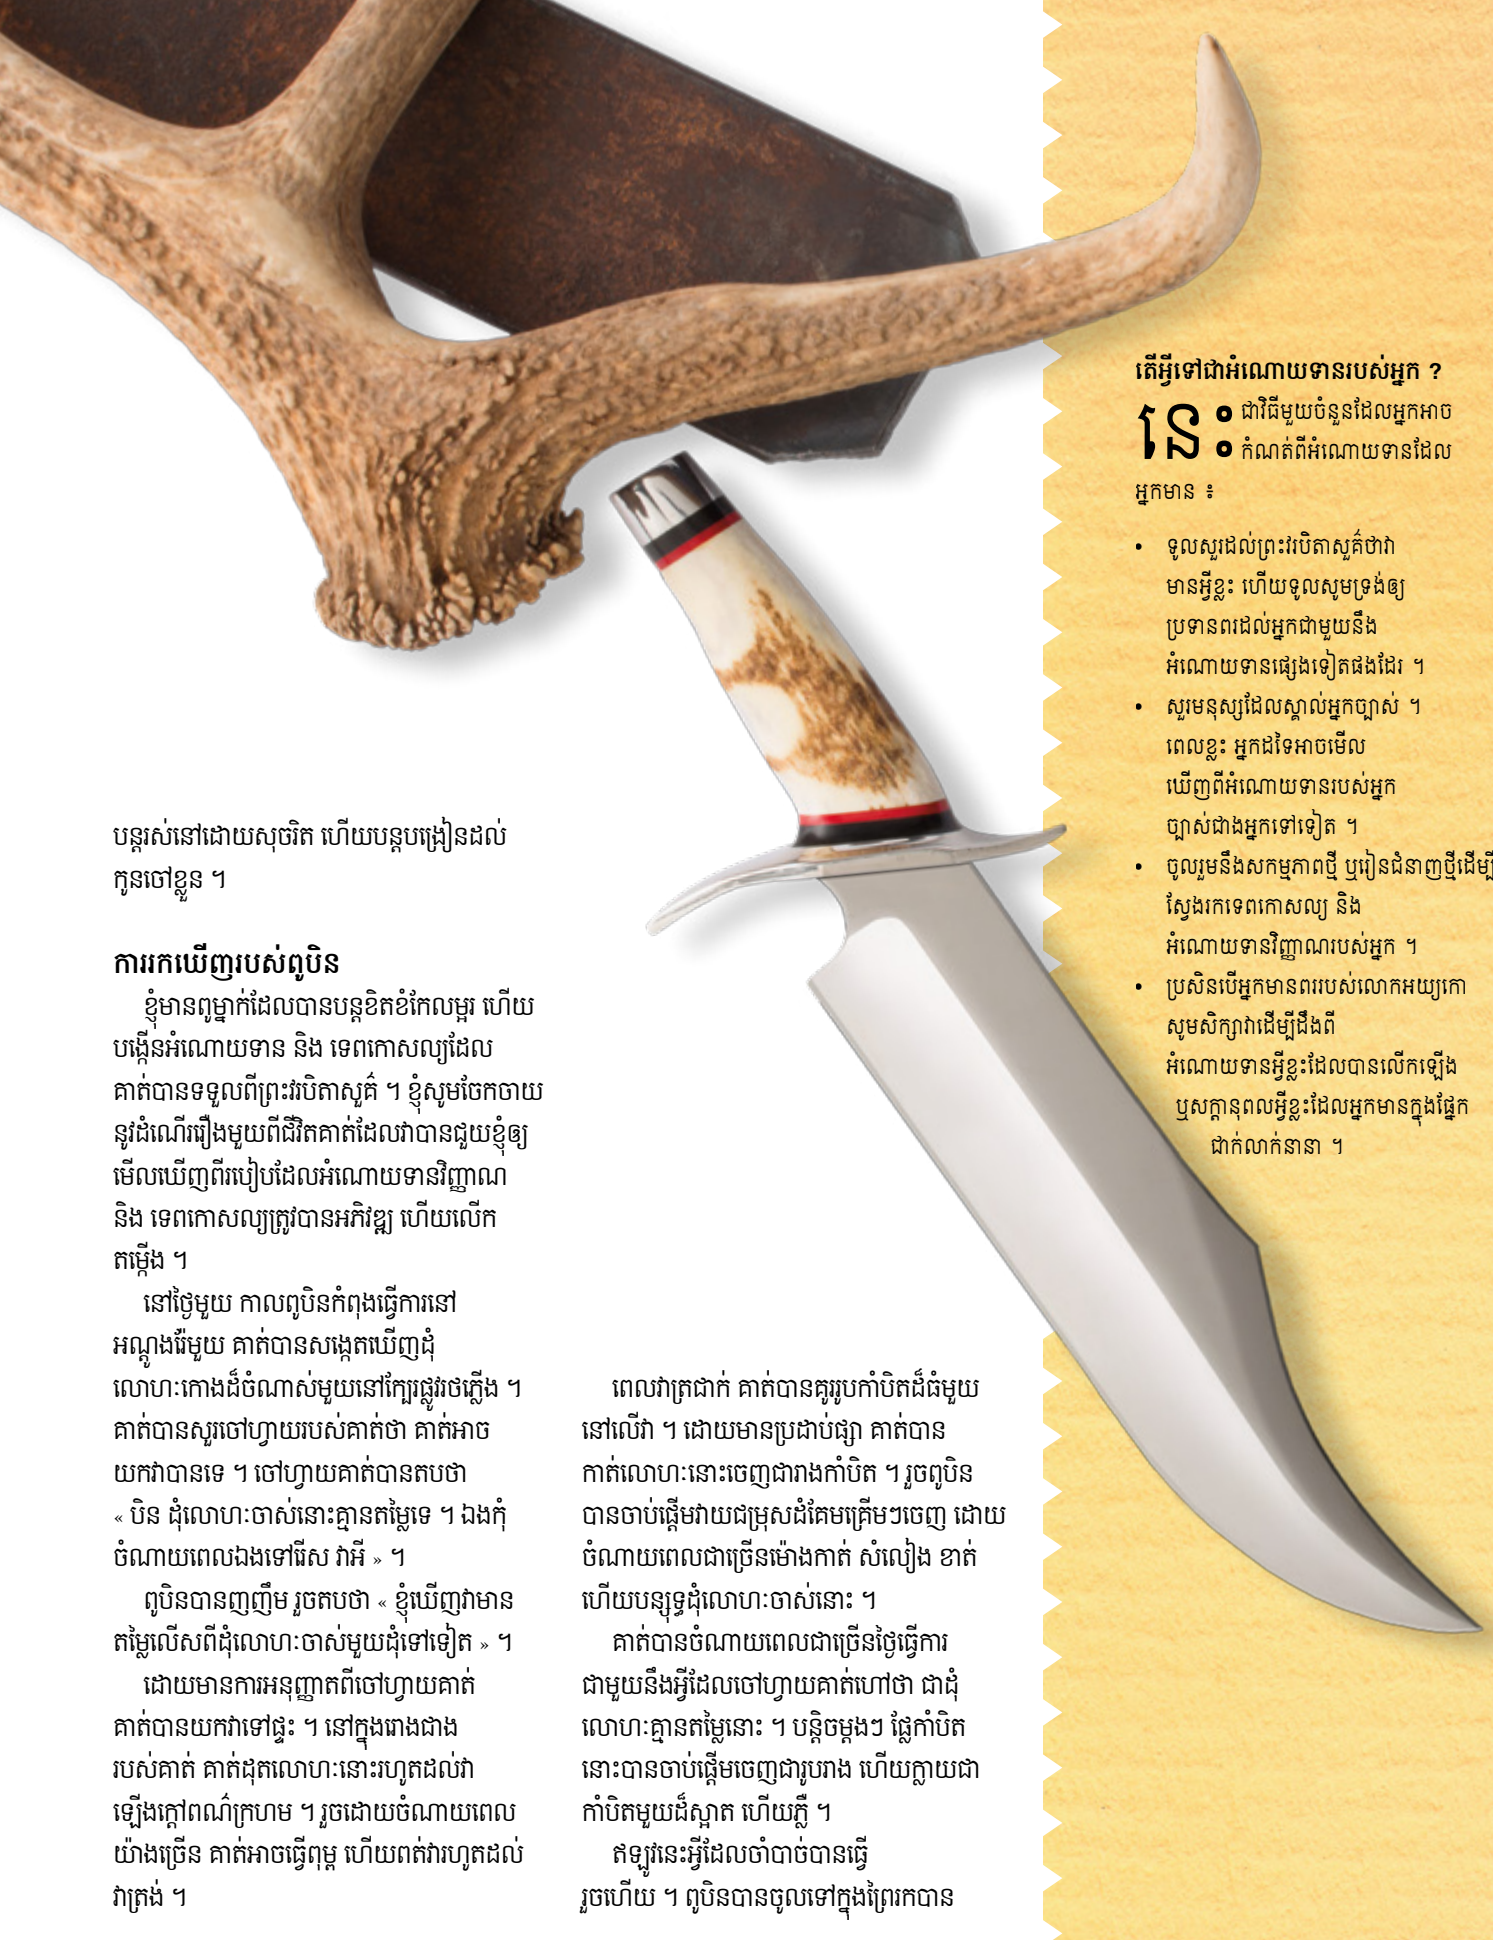 បន្តរស់នៅដោយសុចរិត ហើយបន្តបង្រៀនដល់
កូនចៅខ្លួន ។
ការរកឃើញរបស់ពូបិន
ខ្ញុំមានពូម្នាក់ដែលបានបន្តខិតខំកែលម្អរ ហើយ
បង្កើនអំណោយទាន និង ទេពកោសល្យដែល
គាត់បានទទួលពីព្រះវរបិតាសួគ៌ ។ ខ្ញុំសូមចែកចាយ
នូវដំណើររឿងមួយពីជីវិតគាត់ដែលវាបានជួយខ្ញុំឲ្យ
មើលឃើញពីរបៀបដែលអំណោយទានវិញ្ញាណ
និង ទេពកោសល្យត្រូវបានអភិវឌ្ឍ ហើយលើក
តម្កើង ។
នៅថ្ងៃមួយ កាលពូបិនកំពុងធ្វើការនៅ
អណ្តូងរ៉ែមួយ គាត់បានសង្កេតឃើញដុំ
លោហៈកោងដ៏ចំណាស់មួយនៅក្បែរផ្លូវរថភ្លើង ។
គាត់បានសួរចៅហ្វាយរបស់គាត់ថា គាត់អាច
យកវាបានទេ ។ ចៅហ្វាយគាត់បានតបថា
« បិន ដុំលោហៈចាស់នោះគ្មានតម្លៃទេ ។ ឯងកុំ
ចំណាយពេលឯងទៅរើស វាអី » ។
ពូបិនបានញញឹម រួចតបថា « ខ្ញុំឃើញវាមាន
តម្លៃលើសពីដុំលោហៈចាស់មួយដុំទៅទៀត » ។
ដោយមានការអនុញ្ញាតពីចៅហ្វាយគាត់
គាត់បានយកវាទៅផ្ទះ ។ នៅក្នុងរោងជាង
របស់គាត់ គាត់ដុតលោហៈនោះរហូតដល់វា
ឡើងក្តៅពណ៌ក្រហម ។ រួចដោយចំណាយពេល
យ៉ាងច្រើន គាត់អាចធ្វើពុម្ព ហើយពត់វារហូតដល់
វាត្រង់ ។
ពេលវាត្រជាក់ គាត់បានគូររូបកាំបិតដ៏ធំមួយ
នៅលើវា ។ ដោយមានប្រដាប់ផ្សា គាត់បាន
កាត់លោហៈនោះចេញជារាងកាំបិត ។ រួចពូបិន
បានចាប់ផ្តើមវាយជម្រុសដំគែមគ្រើមៗចេញ ដោយ
ចំណាយពេលជាច្រើនម៉ោងកាត់ សំលៀង ខាត់
ហើយបន្សុទ្ធដុំលោហៈចាស់នោះ ។
គាត់បានចំណាយពេលជាច្រើនថ្ងៃធ្វើការ
ជាមួយនឹងអ្វីដែលចៅហ្វាយគាត់ហៅថា ជាដុំ
លោហៈគ្មានតម្លៃនោះ ។ បន្តិចម្តងៗ ផ្លែកាំបិត
នោះបានចាប់ផ្តើមចេញជារូបរាង ហើយក្លាយជា
កាំបិតមួយដ៏ស្អាត ហើយភ្លឺ ។
ឥឡូវនេះអ្វីដែលចាំបាច់បានធ្វើ
រួចហើយ ។ ពូបិនបានចូលទៅក្នុងព្រៃរកបាន
តើអ្វីទៅជាអំណោយទានរបស់អ្នក ?
នេះ ជាវិធីមួយចំនួនដែលអ្នកអាច
កំណត់ពីអំណោយទានដែល
អ្នកមាន ៖
• ទូលសួរដល់ព្រះវរបិតាសួគ៌ថាវា
មានអ្វីខ្លះ ហើយទូលសូមទ្រង់ឲ្យ
ប្រទានពរដល់អ្នកជាមួយនឹង
អំណោយទានផ្សេងទៀតផងដែរ ។
• សួរមនុស្សដែលស្គាល់អ្នកច្បាស់ ។
ពេលខ្លះ អ្នកដទៃអាចមើល
ឃើញពីអំណោយទានរបស់អ្នក
ច្បាស់ជាងអ្នកទៅទៀត ។
• ចូលរួមនឹងសកម្មភាពថ្មី ឬរៀនជំនាញថ្មីដើម្បី
ស្វែងរកទេពកោសល្យ និង
អំណោយទានវិញ្ញាណរបស់អ្នក ។
• ប្រសិនបើអ្នកមានពររបស់លោកអយ្យកោ
សូមសិក្សាវាដើម្បីដឹងពី
អំណោយទានអ្វីខ្លះដែលបានលើកឡើង
ឬសក្តានុពលអ្វីខ្លះដែលអ្នកមានក្នុងផ្នែក
ជាក់លាក់នានា ។